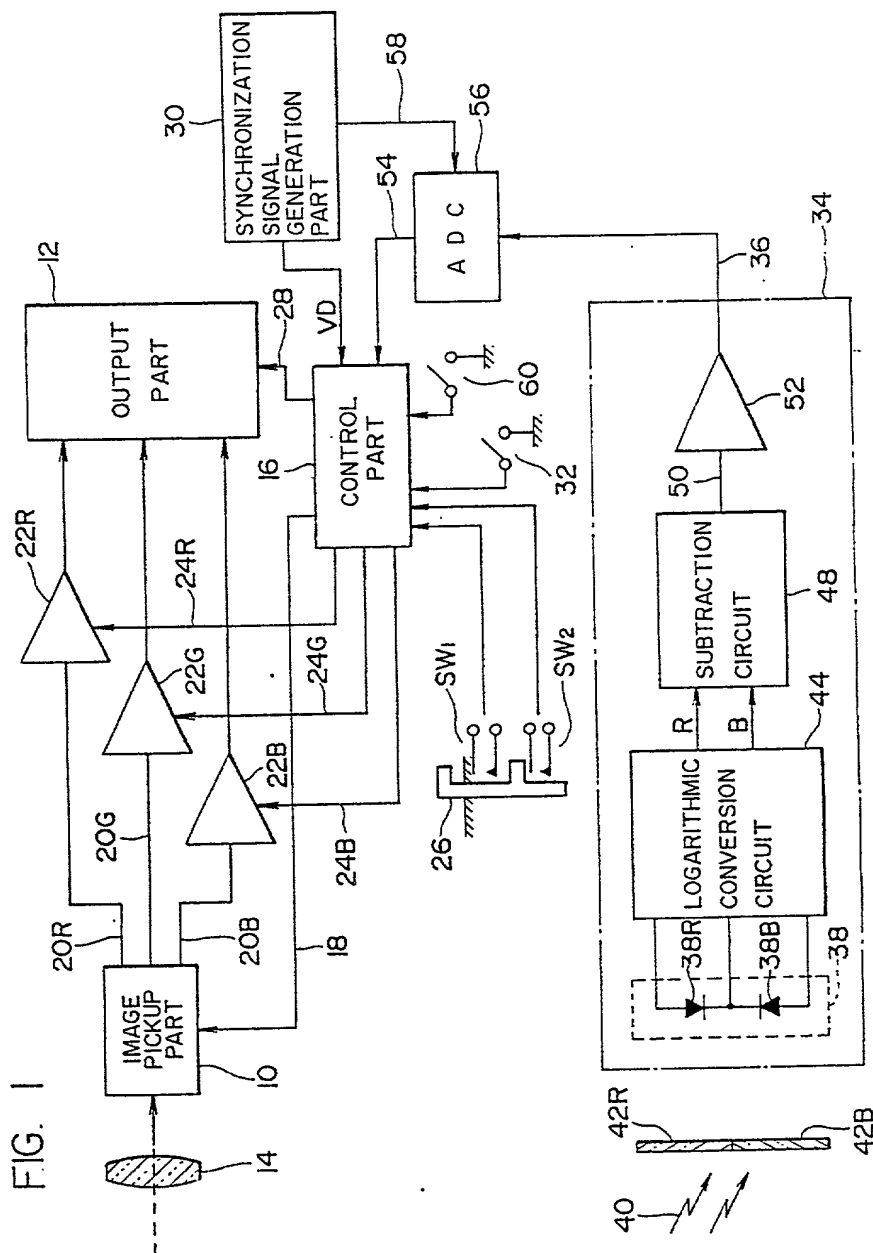 FIG. 1
14
IMAGE
PICKUP
PART
10
20R
20G
20B
18
22R
22G
22B
24R
24G
24B
OUTPUT
PART
12
28
16
CONTROL
PART
VD
30
SYNCHRONIZATION
SIGNAL
GENERATION
PART
58
54
56
ADC
26
SW1
SW2
32
60
36
34
40
42R
42B
38R
38B
38
LOGARITHMIC
CONVERSION
CIRCUIT
44
R
B
SUBTRACTION
CIRCUIT
48
50
52